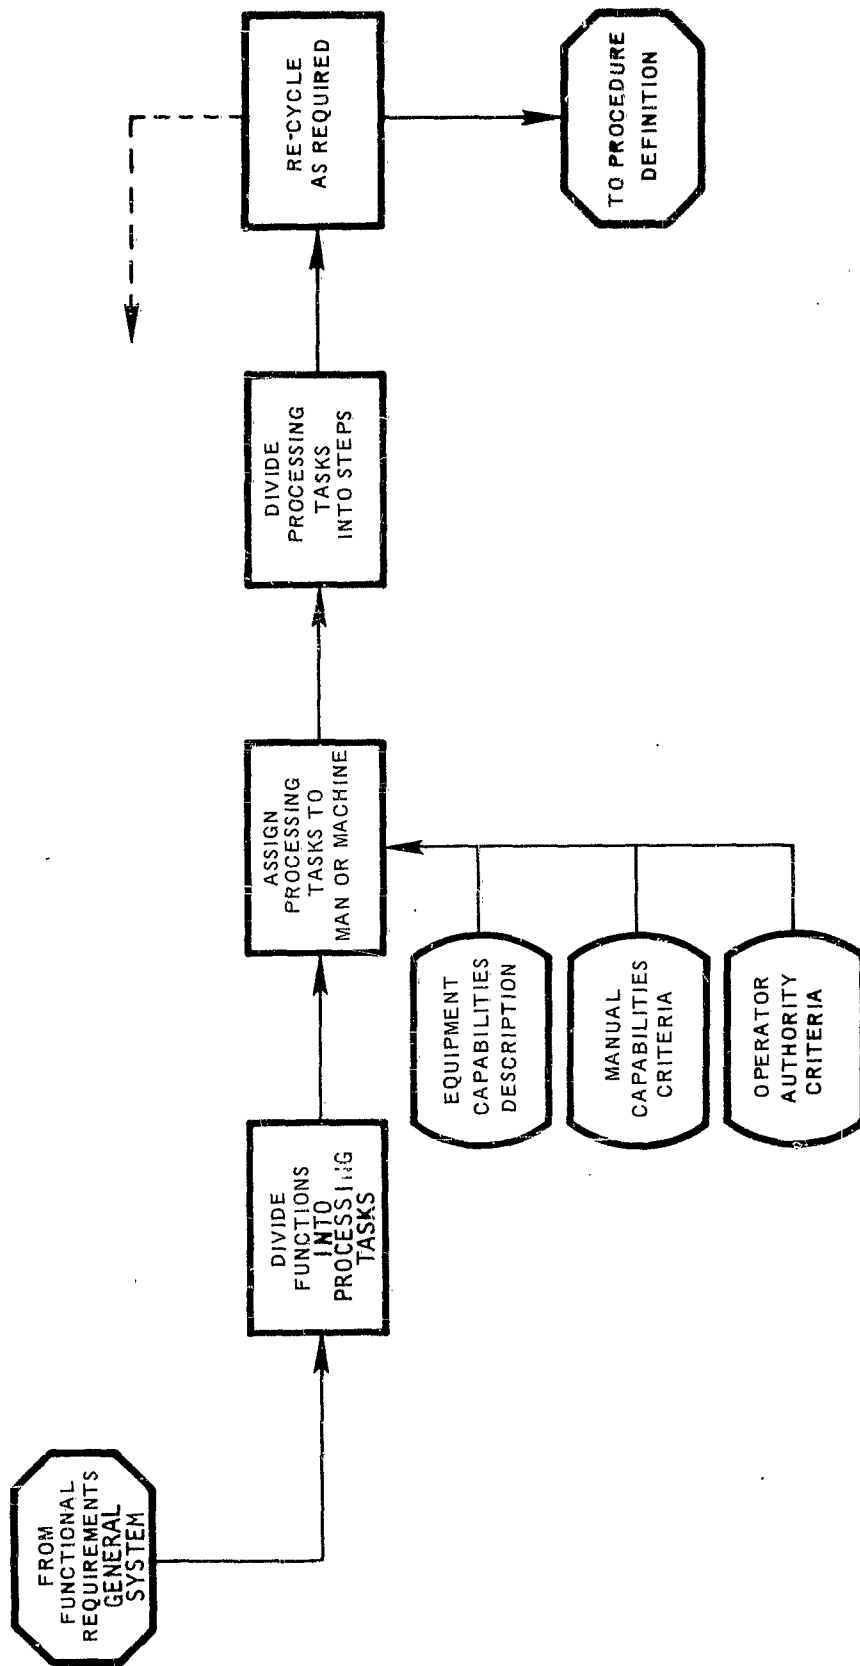 FROM
FUNCTIONAL
REQUIREMENTS
GENERAL
SYSTEM
DIVIDE
FUNCTIONS
INTO
PROCESSING
TASKS
ASSIGN
PROCESSING
TASKS TO
MAN OR MACHINE
EQUIPMENT
CAPABILITIES
DESCRIPTION
MANUAL
CAPABILITIES
CRITERIA
OPERATOR
AUTHORITY
CRITERIA
DIVIDE
PROCESSING
TASKS
INTO STEPS
RE-CYCLE
AS REQUIRED
TO PROCEDURE
DEFINITION